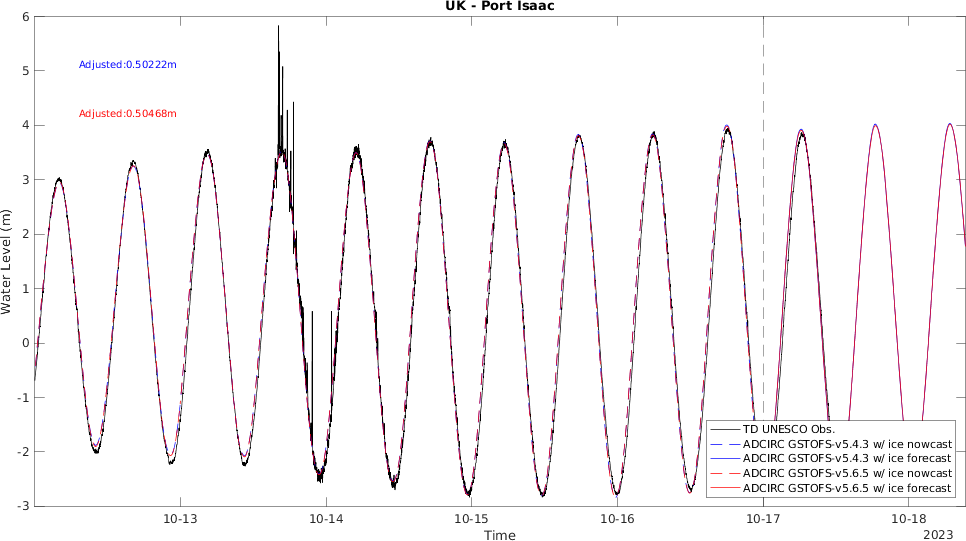 UK - Port Isaac
6
5
4
3
2
1
0
-1
-2
-3
Water Level (m)
Adjusted:0.50222m
Adjusted:0.50468m
TD UNESCO Obs.
ADCIRC GSTOFS-v5.4.3 w/ ice nowcast
ADCIRC GSTOFS-v5.4.3 w/ ice forecast
ADCIRC GSTOFS-v5.6.5 w/ ice nowcast
ADCIRC GSTOFS-v5.6.5 w/ ice forecast
10-13 10-14 10-15 10-16 10-17 10-18
Time
2023